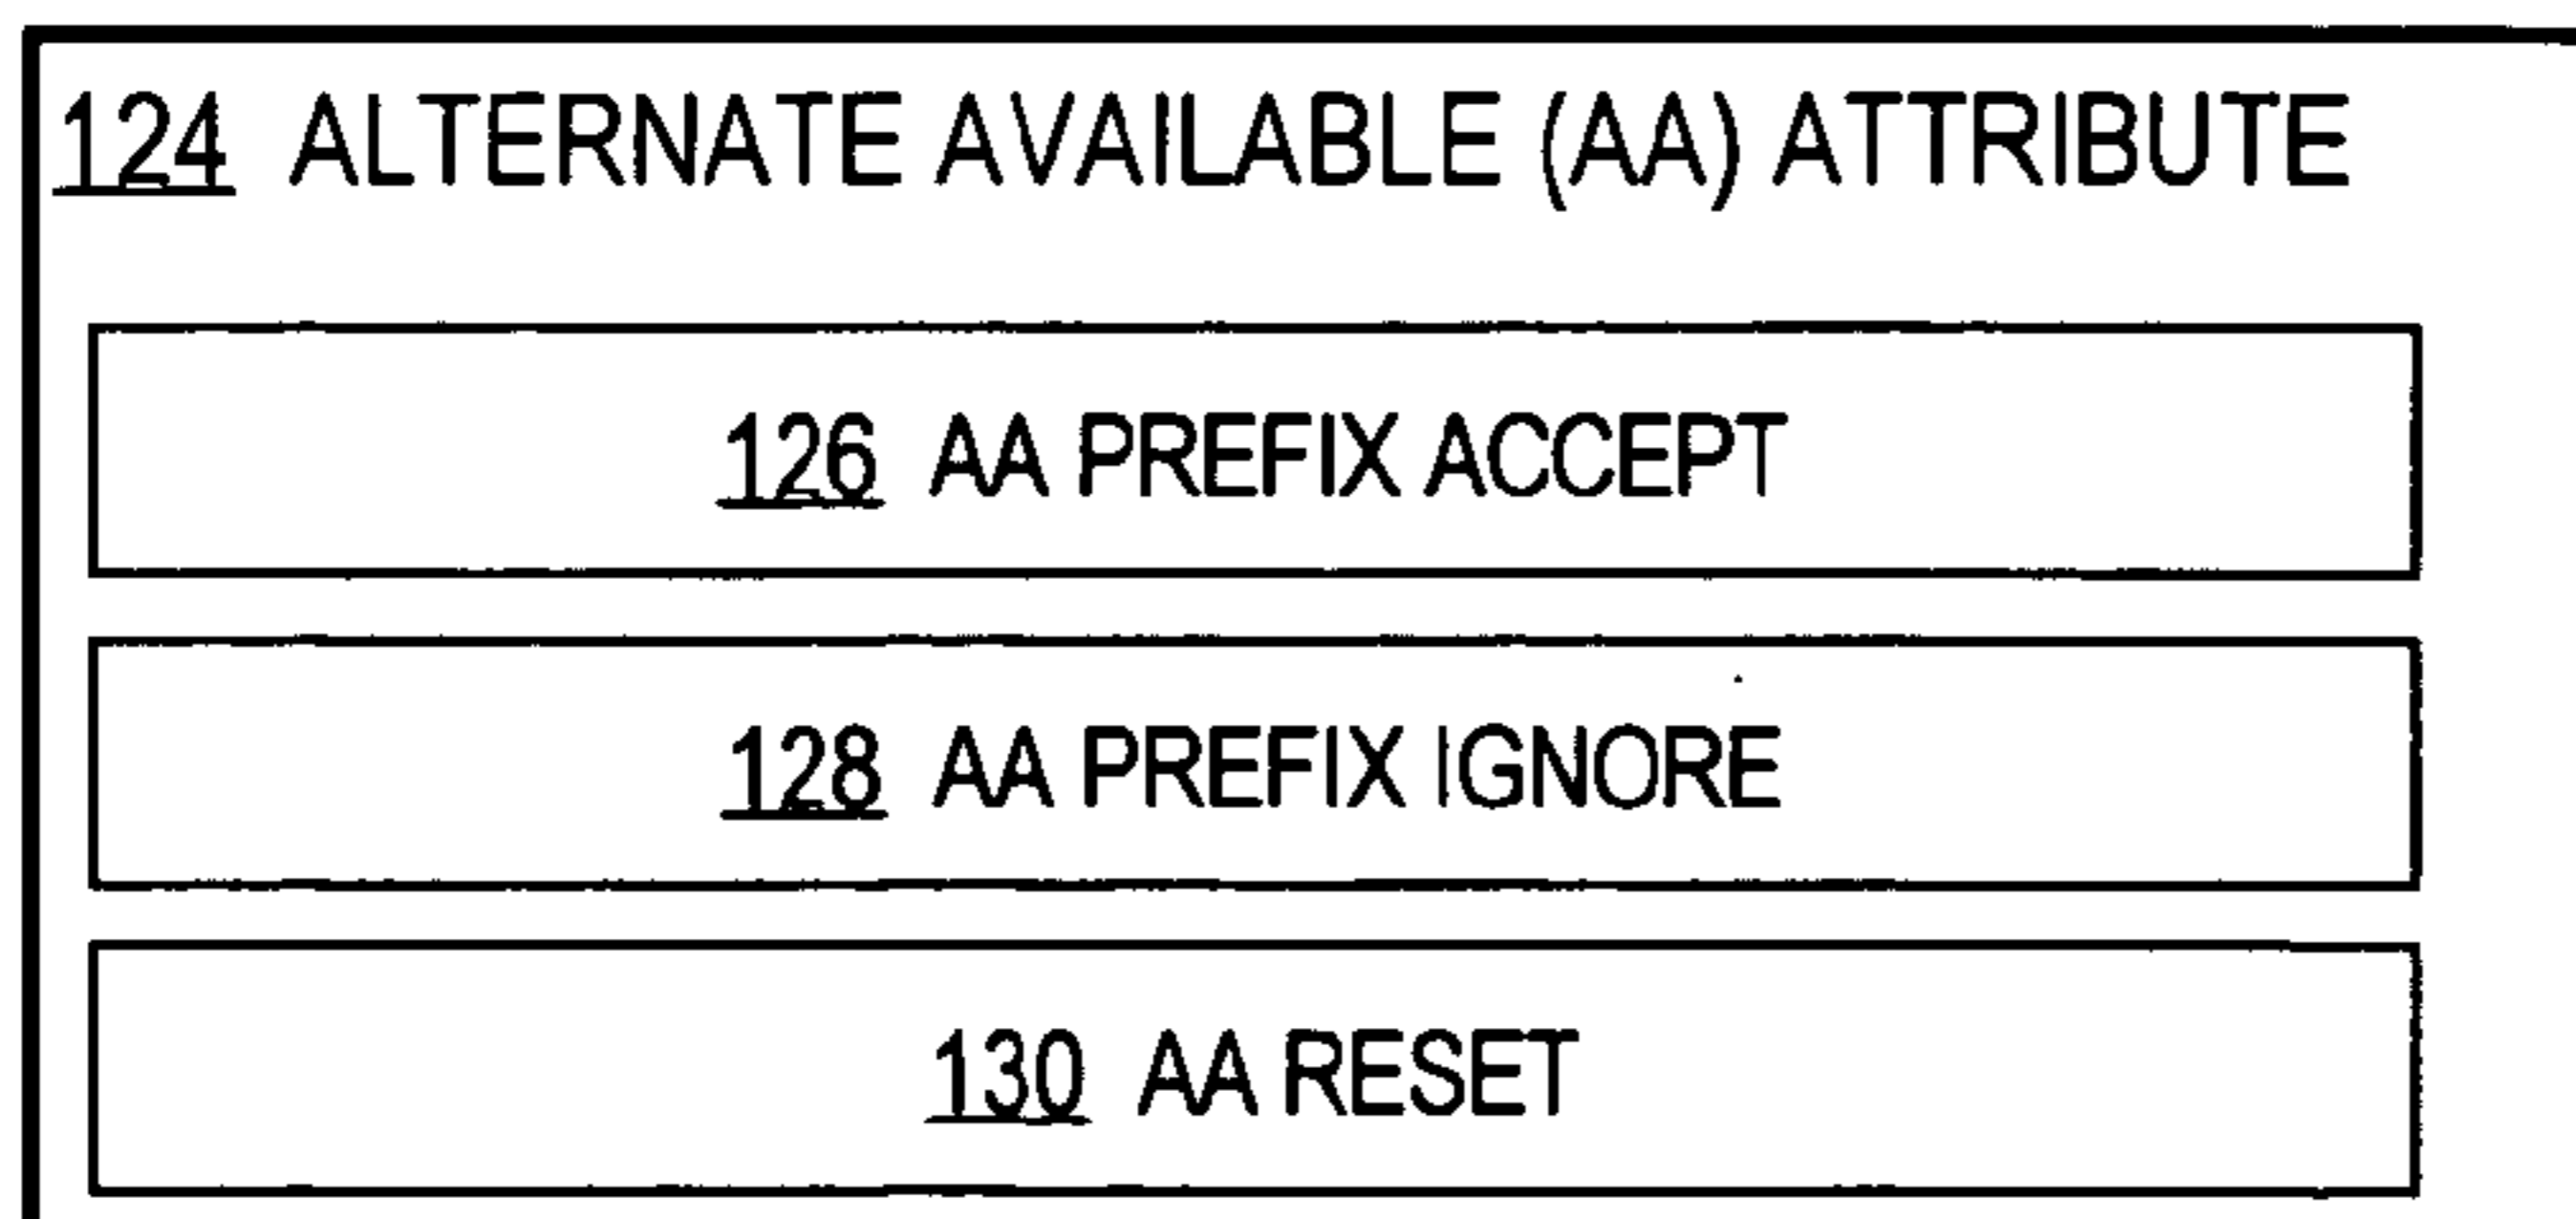 124 ALTERNATE AVAILABLE (AA) ATTRIBUTE
126 AA PREFIX ACCEPT
128 AA PREFIX IGNORE
130 AA RESET